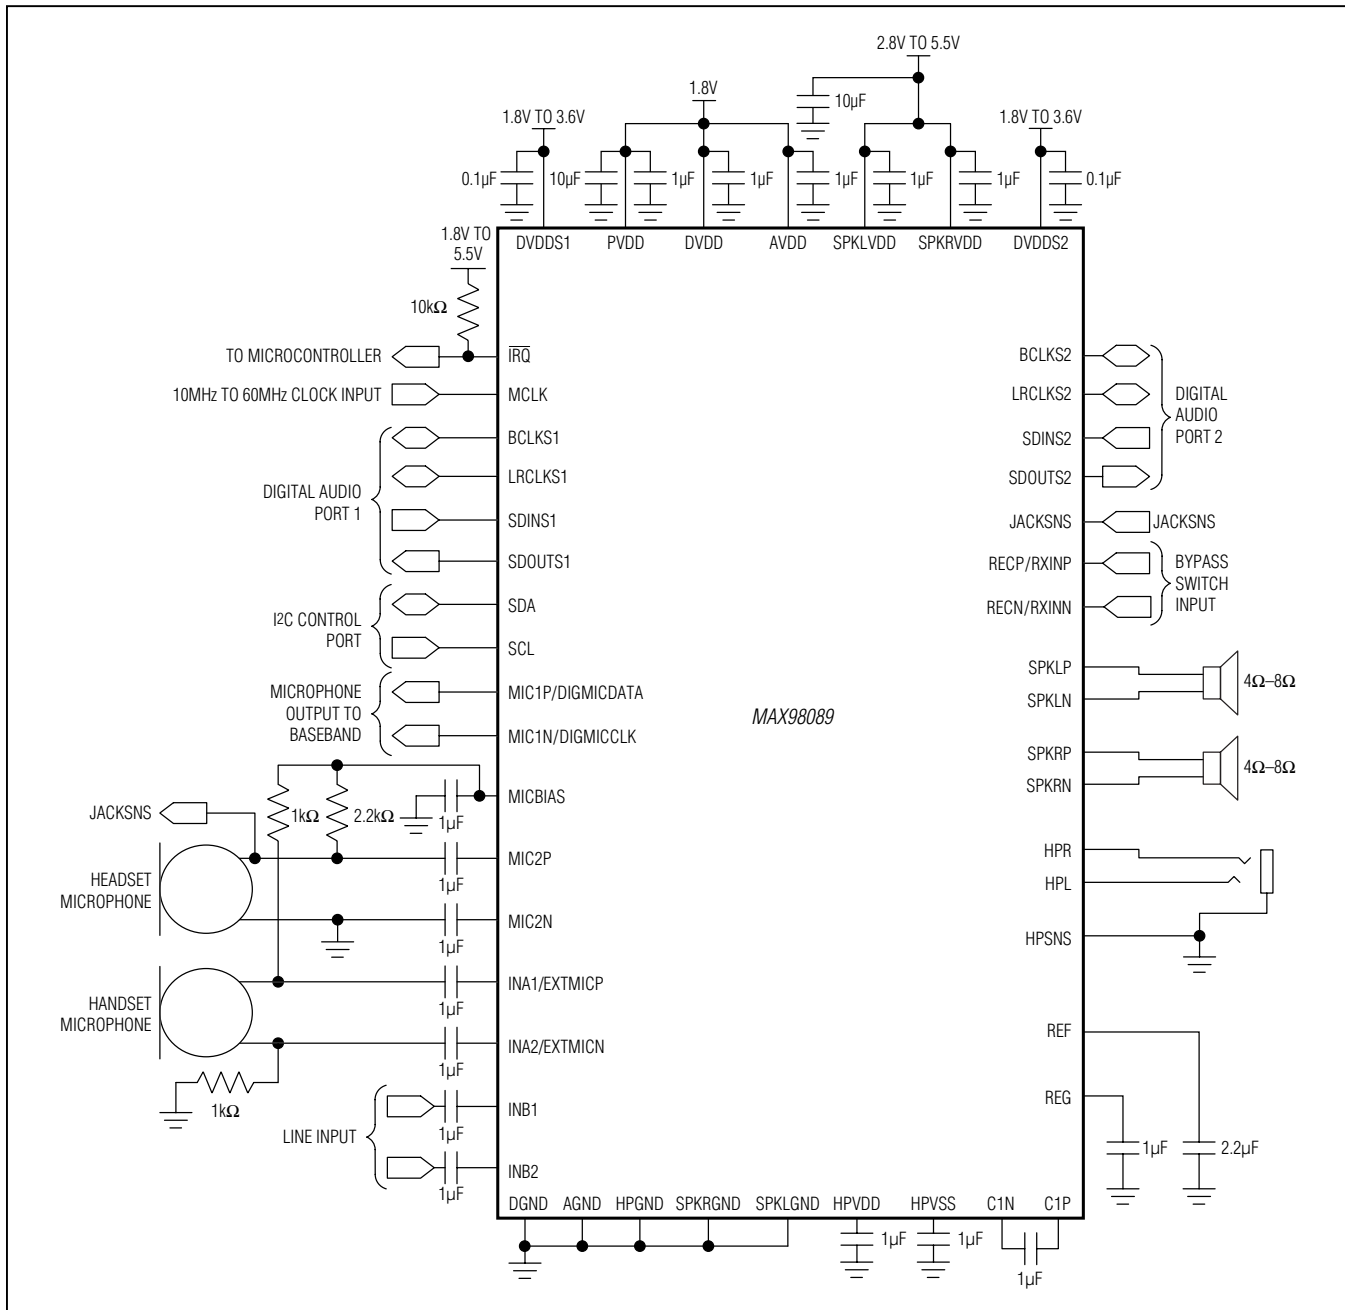 2.8V TO 5.5V
1.8V
10µF
1.8V TO 3.6V
1.8V TO 3.6V
0.1µF
10µF
1µF
1µF
1µF
1µF
1µF
0.1µF
1.8V TO
5.5V
DVDDS1
PVDD
DVDD
AVDD
SPKLVDD
SPKRVDD
DVDDS2
10kΩ
TO MICROCONTROLLER
IRQ
10MHz TO 60MHz CLOCK INPUT
MCLK
DIGITAL AUDIO
PORT 1
BCLKS1
LRCLKS1
SDINS1
SDOUTS1
I2C CONTROL
PORT
SDA
SCL
MICROPHONE
OUTPUT TO
BASEBAND
MIC1P/DIGMICDATA
MIC1N/DIGMICCLK
MAX98089
BCLKS2
LRCLKS2
SDINS2
SDOUTS2
DIGITAL
AUDIO
PORT 2
JACKSNS
JACKSNS
RECP/RXINP
RECN/RXINN
BYPASS
SWITCH
INPUT
SPKLP
SPKLN
4Ω–8Ω
SPKRP
SPKRN
4Ω–8Ω
MICBIAS
1µF
1kΩ
2.2kΩ
JACKSNS
HEADSET
MICROPHONE
MIC2P
1µF
MIC2N
1µF
HPR
HPL
HPSNS
HANDSET
MICROPHONE
INA1/EXTMICP
1µF
INA2/EXTMICN
1µF
1kΩ
REF
REG
1µF
2.2µF
LINE INPUT
INB1
1µF
INB2
1µF
DGND
AGND
HPGND
SPKRGND
SPKLGND
HPVDD
HPVSS
C1N
C1P
1µF
1µF
1µF